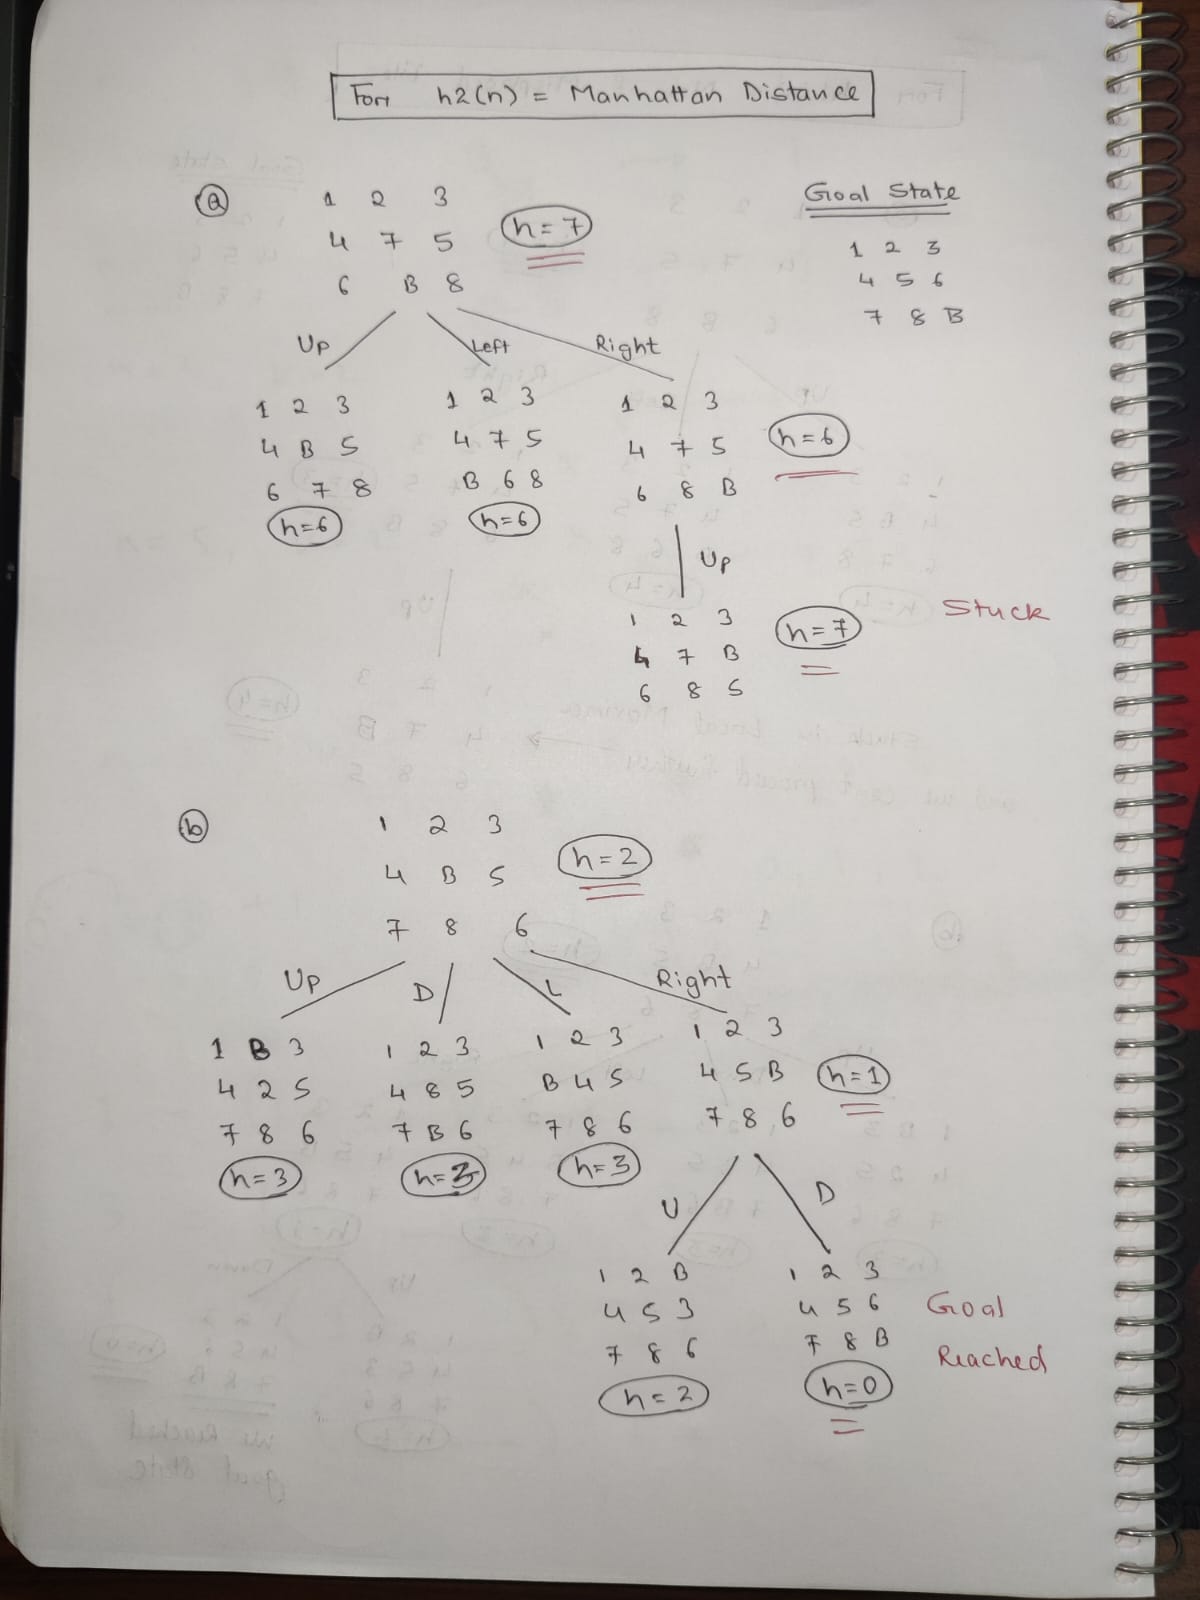 For h2(n) = Manhattan Distance
a
1 2 3
4 7 5
6 B 8
h=7
Goal State
1 2 3
4 5 6
7 8 B
Up Left Right
1 2 3
4 B 5
6 7 8
h=6
1 2 3
4 7 5
B 6 8
h=6
1 2 3
4 7 5
6 8 B
h=6
Up
1 2 3
4 7 B
6 8 5
h=7
Stuck
b
1 2 3
4 B 5
7 8 6
h=2
Up D L Right
1 B 3
4 2 5
7 8 6
h=3
1 2 3
4 8 5
7 B 6
h=3
1 2 3
B 4 5
7 8 6
h=3
1 2 3
4 5 B
7 8 6
h=1
U D
1 2 B
4 5 3
7 8 6
h=2
1 2 3
4 5 6
7 8 B
h=0
Goal
Reached